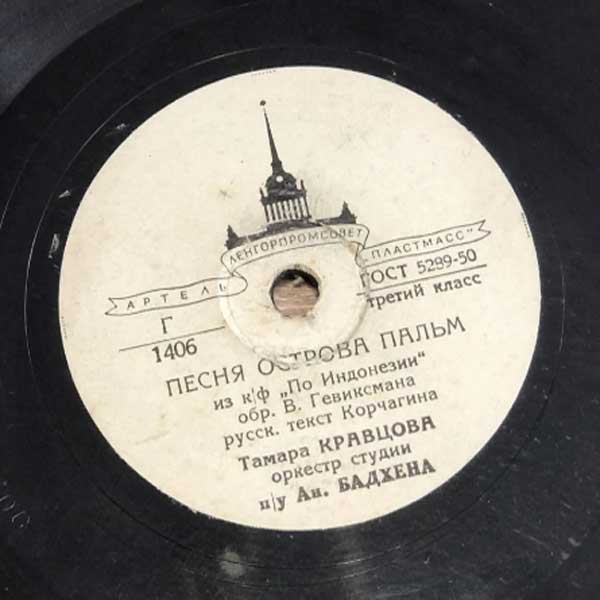 ЛЕНГОРПРОМСОВЕТ
АРТЕЛЬ „ПЛАСТМАСС"
Г
1406
ГОСТ 5289-50
третий класс
ПЕСНЯ ОСТРОВА ПАЛЬМ
из к/ф „По Индонезии"
обр. В. Гевиксмана
русск. текст Корчагина
Тамара КРАВЦОВА
оркестр студии
п/у Ан. БАДХЕНА